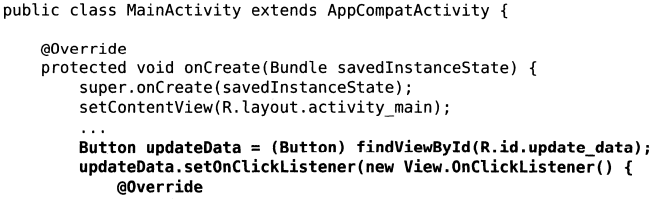 public class MainActivity extends AppCompatActivity {
@Override
protected void onCreate(Bundle savedInstanceState) {
super.onCreate(savedInstanceState);
setContentView(R.layout.activity_main);
...
Button updateData = (Button) findViewById(R.id.update_data);
updateData.setOnClickListener(new View.OnClickListener() {
@Override